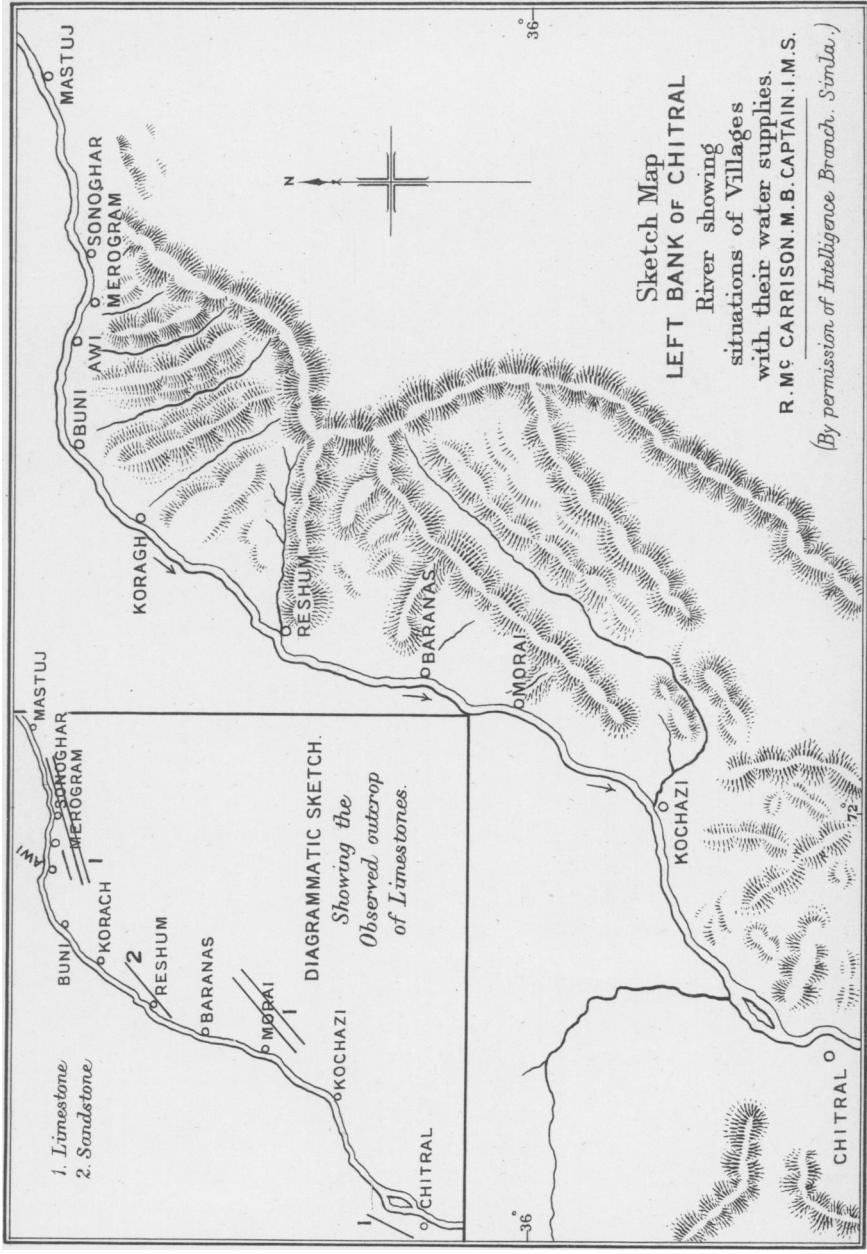 MASTUJ
SONOGHAR
MEROGRAM
AWI
BUNI
KORAGH
RESHUM
BARANAS
MORAI
KOCHAZI
CHITRAL
N
36°
36°
72°
Sketch Map
LEFT BANK OF CHITRAL
River showing
situations of Villages
with their water supplies.
R. Mc CARRISON. M. B. CAPTAIN. I. M. S.
(By permission of Intelligence Branch. Simla.)
1. Limestone
2. Sandstone
MASTUJ
SONOGHAR
MEROGRAM
AWI
BUNI
KORACH
RESHUM
BARANAS
MORAI
KOCHAZI
CHITRAL
1
1
2
1
1
DIAGRAMMATIC SKETCH.
Showing the
Observed outcrop
of Limestones.